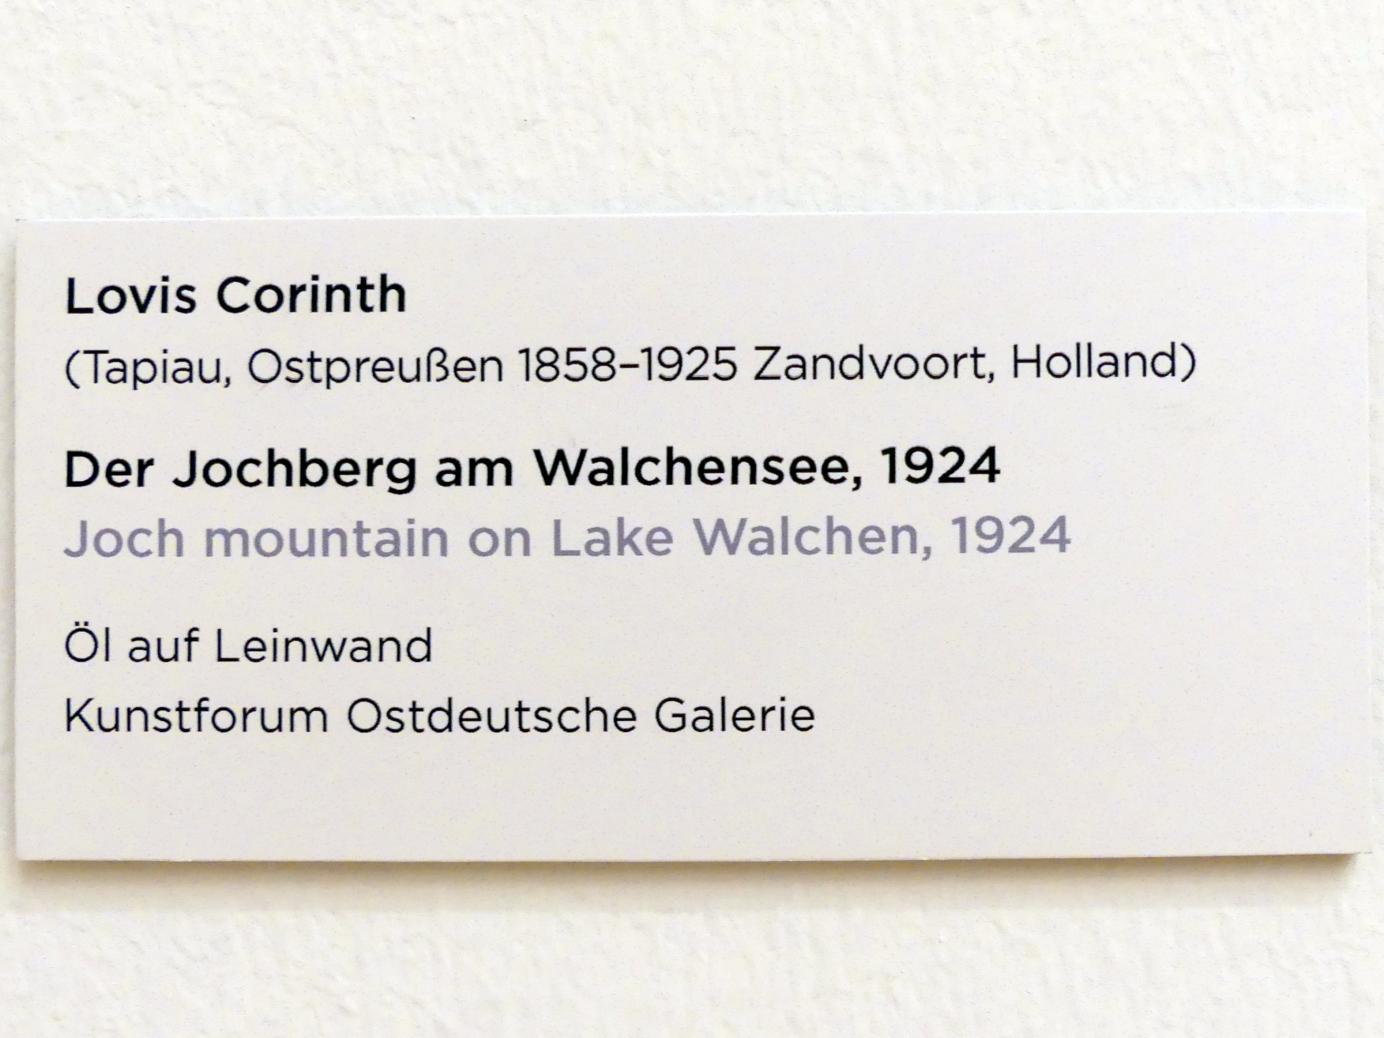 Lovis Corinth
(Tapiau, Ostpreußen 1858–1925 Zandvoort, Holland)
Der Jochberg am Walchensee, 1924
Joch mountain on Lake Walchen, 1924
Öl auf Leinwand
Kunstforum Ostdeutsche Galerie